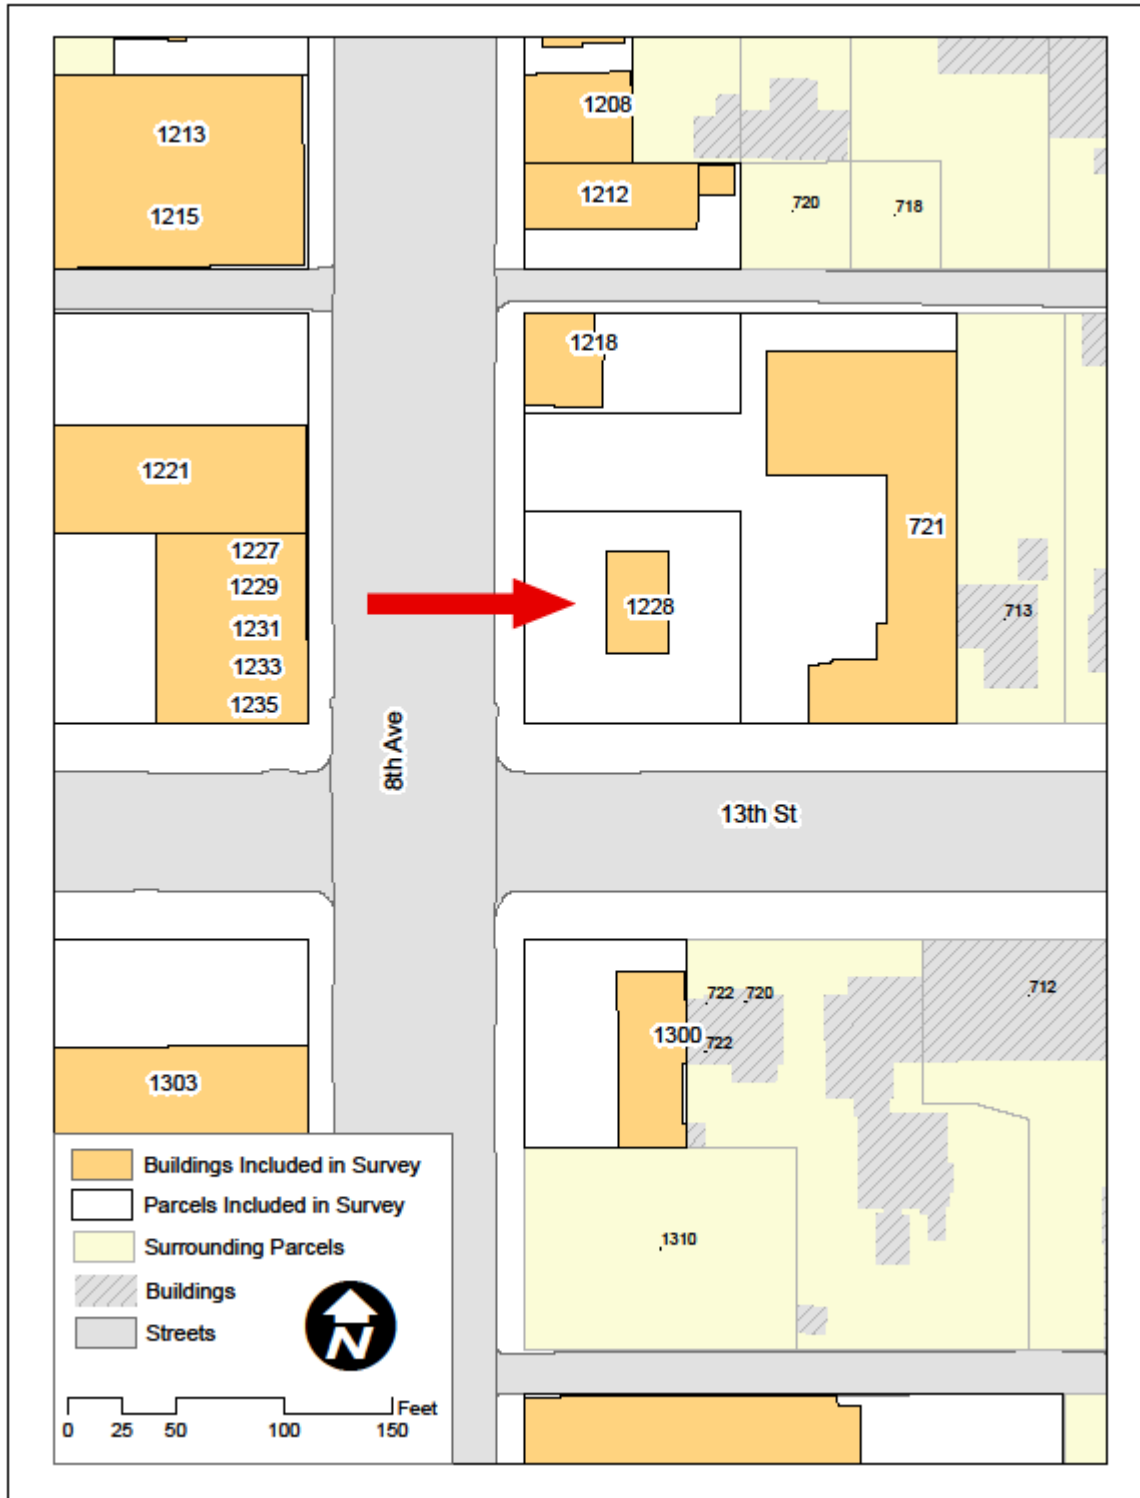 1208
1213
1212
1215
720
718
1218
1221
721
1227
1229
1228
713
1231
1233
1235
8th Ave
13th St
712
722
720
1300
722
1303
Buildings Included in Survey
Parcels Included in Survey
Surrounding Parcels
1310
Buildings
Streets
N
Feet
0 25 50 100 150